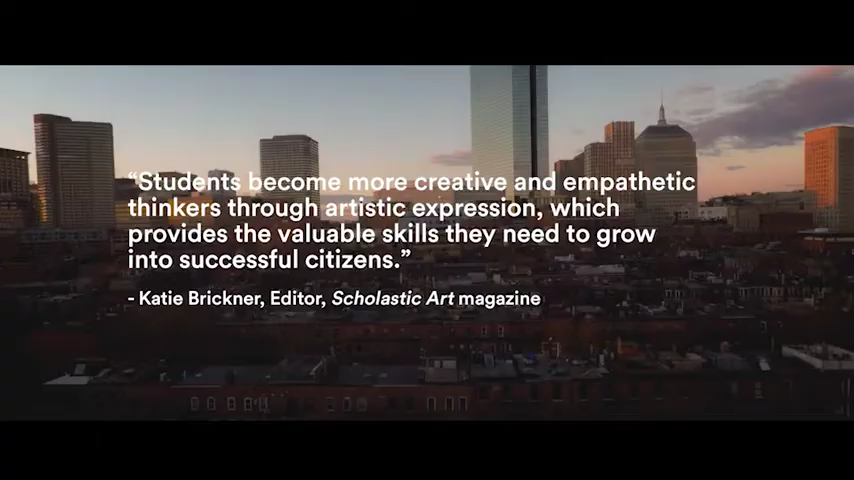 “Students become more creative and empathetic
thinkers through artistic expression, which
provides the valuable skills they need to grow
into successful citizens.”
- Katie Brickner, Editor, Scholastic Art magazine